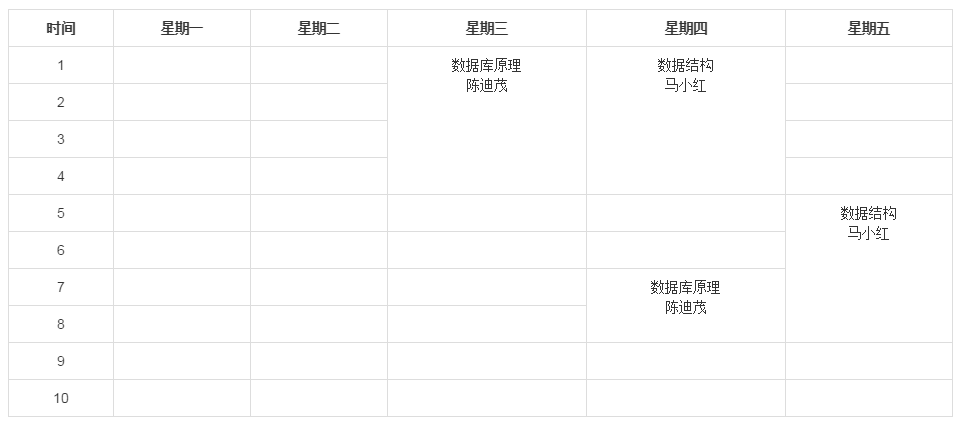 时间 星期一 星期二 星期三 星期四 星期五
1 数据库原理 数据结构
陈迪茂 马小红
2
3
4
5 数据结构
马小红
6
7 数据库原理
陈迪茂
8
9
10